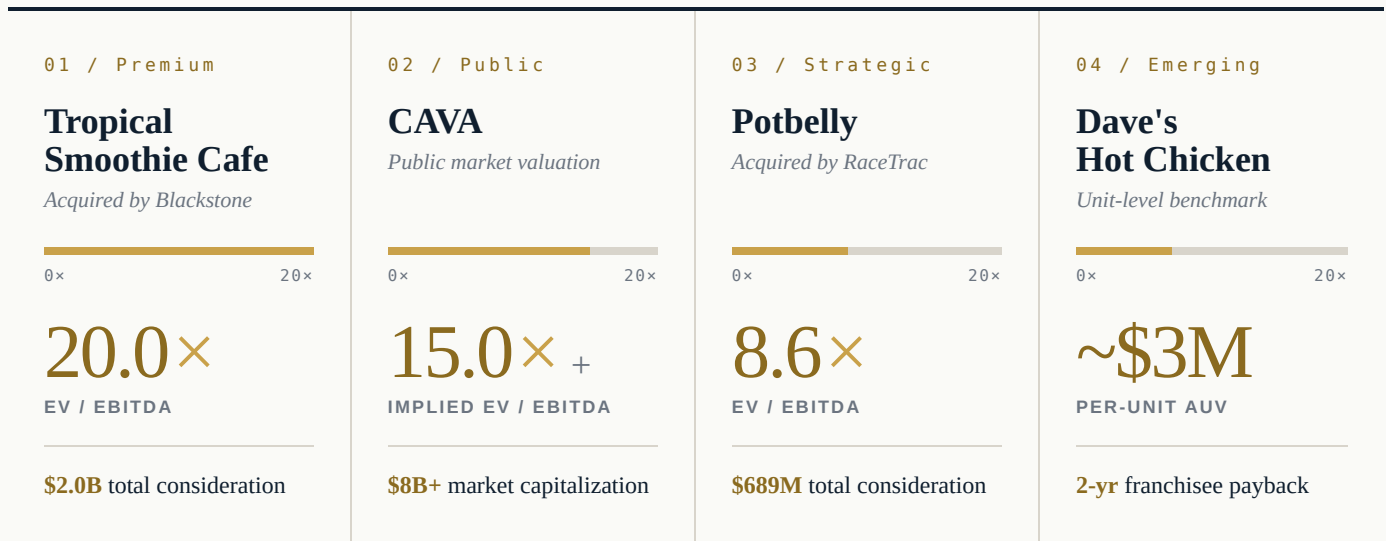 01 / Premium
Tropical
Smoothie Cafe
Acquired by Blackstone
0× 20×
20.0×
EV / EBITDA
$2.0B total consideration
02 / Public
CAVA
Public market valuation
0× 20×
15.0× +
IMPLIED EV / EBITDA
$8B+ market capitalization
03 / Strategic
Potbelly
Acquired by RaceTrac
0× 20×
8.6×
EV / EBITDA
$689M total consideration
04 / Emerging
Dave's
Hot Chicken
Unit-level benchmark
0× 20×
~$3M
PER-UNIT AUV
2-yr franchisee payback